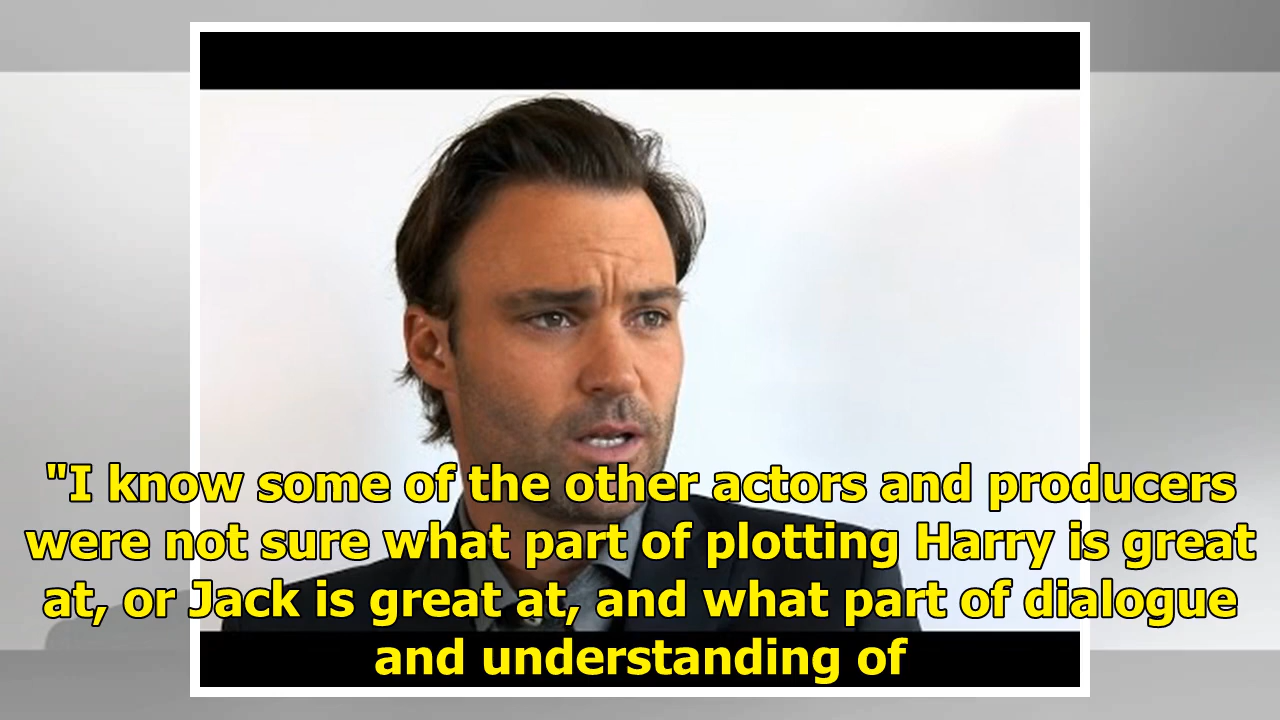 "I know some of the other actors and producers
were not sure what part of plotting Harry is great
at, or Jack is great at, and what part of dialogue
and understanding of